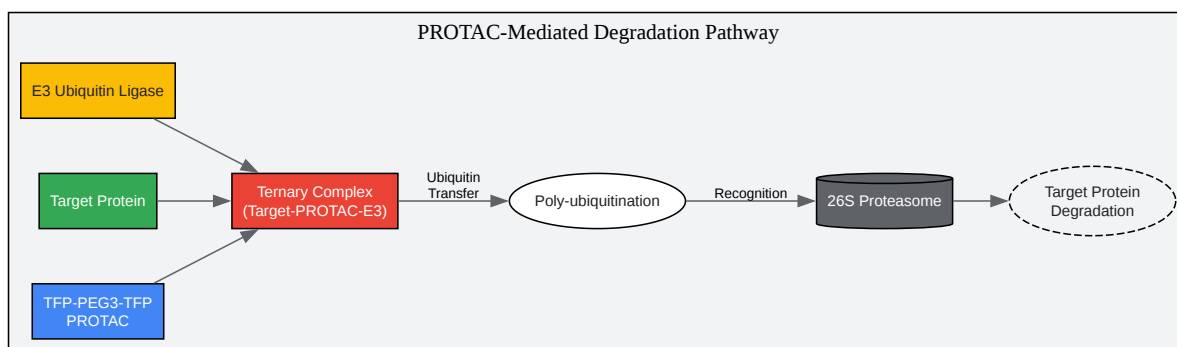 PROTAC-Mediated Degradation Pathway
E3 Ubiquitin Ligase
Target Protein
TFP-PEG3-TFP
PROTAC
Ternary Complex
(Target-PROTAC-E3)
Ubiquitin
Transfer
Poly-ubiquitination
Recognition
26S Proteasome
Target Protein
Degradation